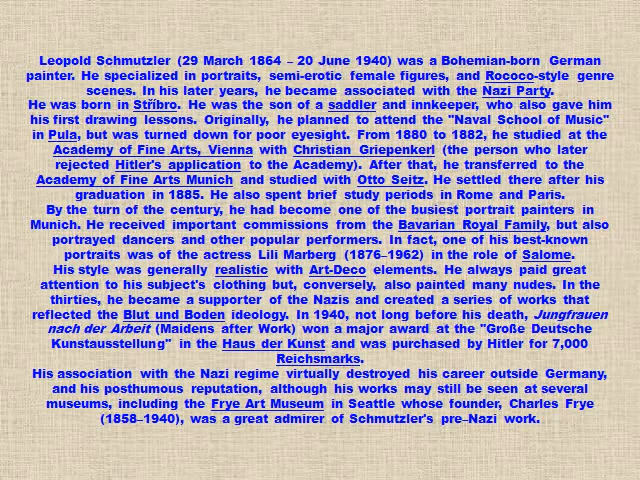 Leopold Schmutzler (29 March 1864 – 20 June 1940) was a Bohemian-born German
painter. He specialized in portraits, semi-erotic female figures, and Rococo-style genre
scenes. In his later years, he became associated with the Nazi Party.
He was born in Stříbro. He was the son of a saddler and innkeeper, who also gave him
his first drawing lessons. Originally, he planned to attend the "Naval School of Music"
in Pula, but was turned down for poor eyesight. From 1880 to 1882, he studied at the
Academy of Fine Arts, Vienna with Christian Griepenkerl (the person who later
rejected Hitler's application to the Academy). After that, he transferred to the
Academy of Fine Arts Munich and studied with Otto Seitz. He settled there after his
graduation in 1885. He also spent brief study periods in Rome and Paris.
By the turn of the century, he had become one of the busiest portrait painters in
Munich. He received important commissions from the Bavarian Royal Family, but also
portrayed dancers and other popular performers. In fact, one of his best-known
portraits was of the actress Lili Marberg (1876–1962) in the role of Salome.
His style was generally realistic with Art-Deco elements. He always paid great
attention to his subject's clothing but, conversely, also painted many nudes. In the
thirties, he became a supporter of the Nazis and created a series of works that
reflected the Blut und Boden ideology. In 1940, not long before his death, Jungfrauen
nach der Arbeit (Maidens after Work) won a major award at the "Große Deutsche
Kunstausstellung" in the Haus der Kunst and was purchased by Hitler for 7,000
Reichsmarks.
His association with the Nazi regime virtually destroyed his career outside Germany,
and his posthumous reputation, although his works may still be seen at several
museums, including the Frye Art Museum in Seattle whose founder, Charles Frye
(1858–1940), was a great admirer of Schmutzler's pre–Nazi work.